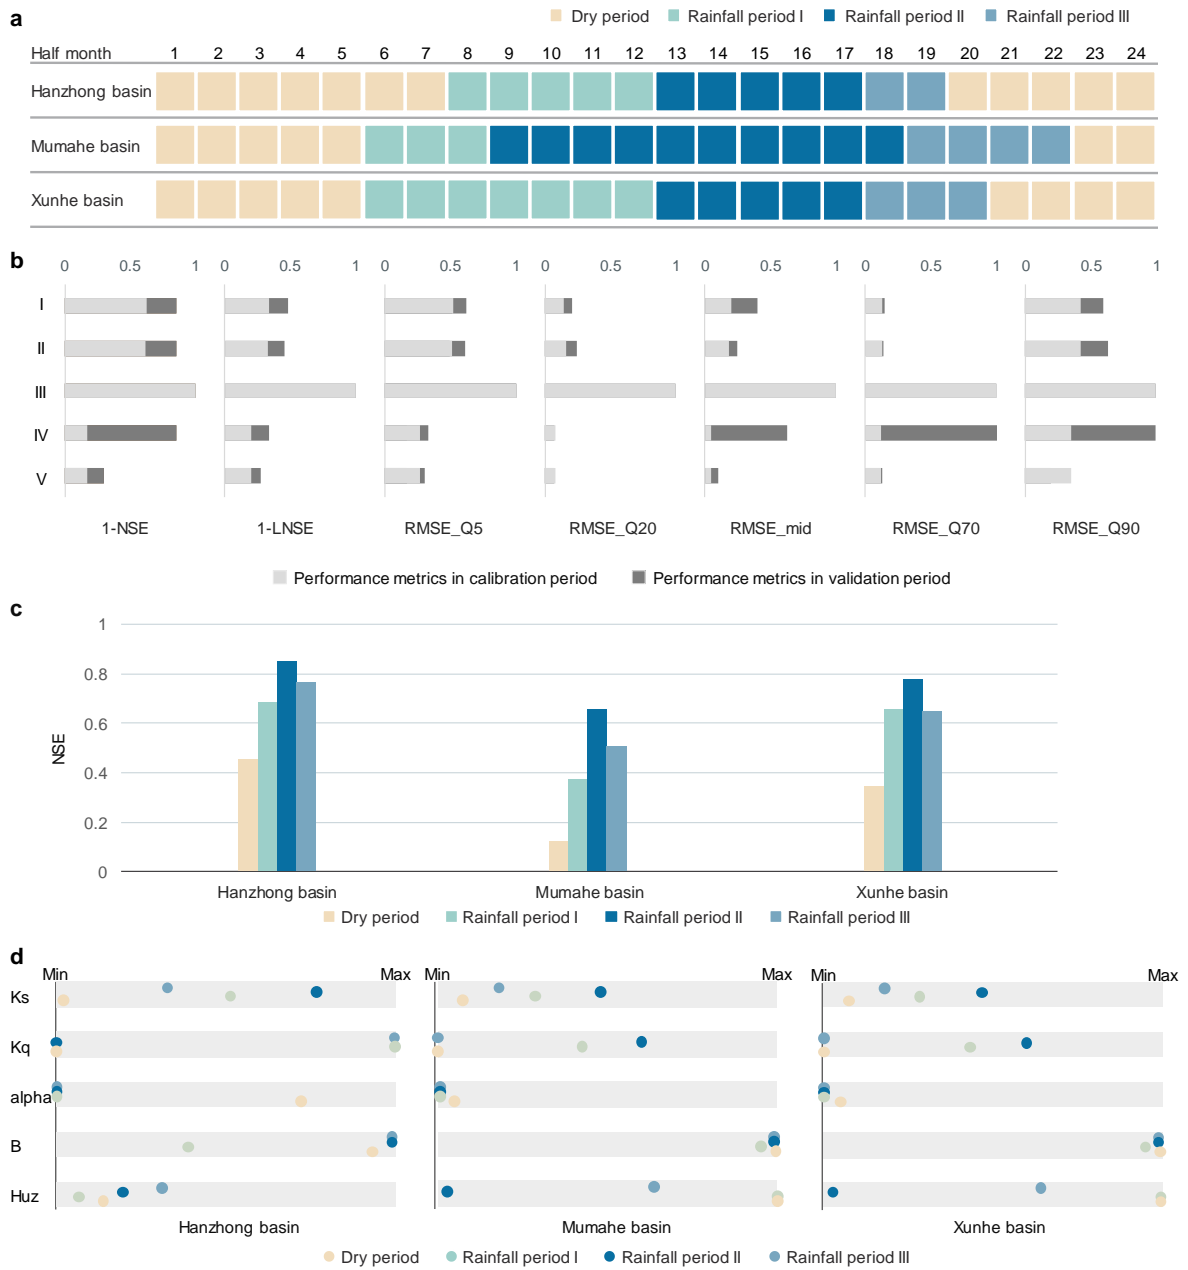 a
Dry period Rainfall period I Rainfall period II Rainfall period III
Half month 1 2 3 4 5 6 7 8 9 10 11 12 13 14 15 16 17 18 19 20 21 22 23 24
Hanzhong basin
Mumahe basin
Xunhe basin
b
0 0.5 1 0 0.5 1 0 0.5 1 0 0.5 1 0 0.5 1 0 0.5 1 0 0.5 1
I
II
III
IV
V
1-NSE 1-LNSE RMSE_Q5 RMSE_Q20 RMSE_mid RMSE_Q70 RMSE_Q90
Performance metrics in calibration period Performance metrics in validation period
c
1
0.8
0.6
0.4
0.2
0
NSE
Hanzhong basin Mumahe basin Xunhe basin
Dry period Rainfall period I Rainfall period II Rainfall period III
d
Min Max Min Max Min Max
Ks
Kq
alpha
B
Huz
Hanzhong basin Mumahe basin Xunhe basin
Dry period Rainfall period I Rainfall period II Rainfall period III